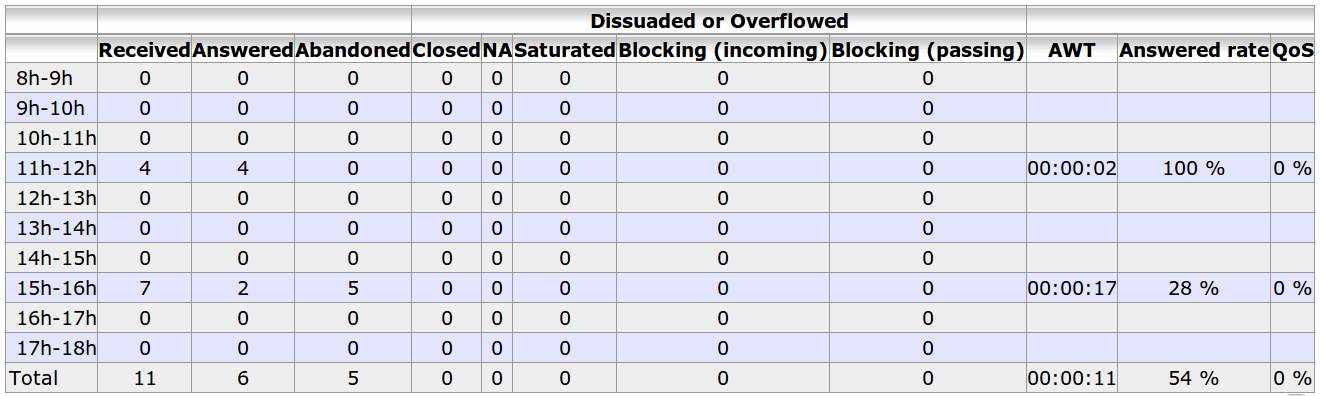 Dissuaded or Overflowed
Received Answered Abandoned Closed NA Saturated Blocking (incoming) Blocking (passing) AWT Answered rate QoS
8h-9h 0 0 0 0 0 0 0 0
9h-10h 0 0 0 0 0 0 0 0
10h-11h 0 0 0 0 0 0 0 0
11h-12h 4 4 0 0 0 0 0 0 00:00:02 100 % 0 %
12h-13h 0 0 0 0 0 0 0 0
13h-14h 0 0 0 0 0 0 0 0
14h-15h 0 0 0 0 0 0 0 0
15h-16h 7 2 5 0 0 0 0 0 00:00:17 28 % 0 %
16h-17h 0 0 0 0 0 0 0 0
17h-18h 0 0 0 0 0 0 0 0
Total 11 6 5 0 0 0 0 0 00:00:11 54 % 0 %